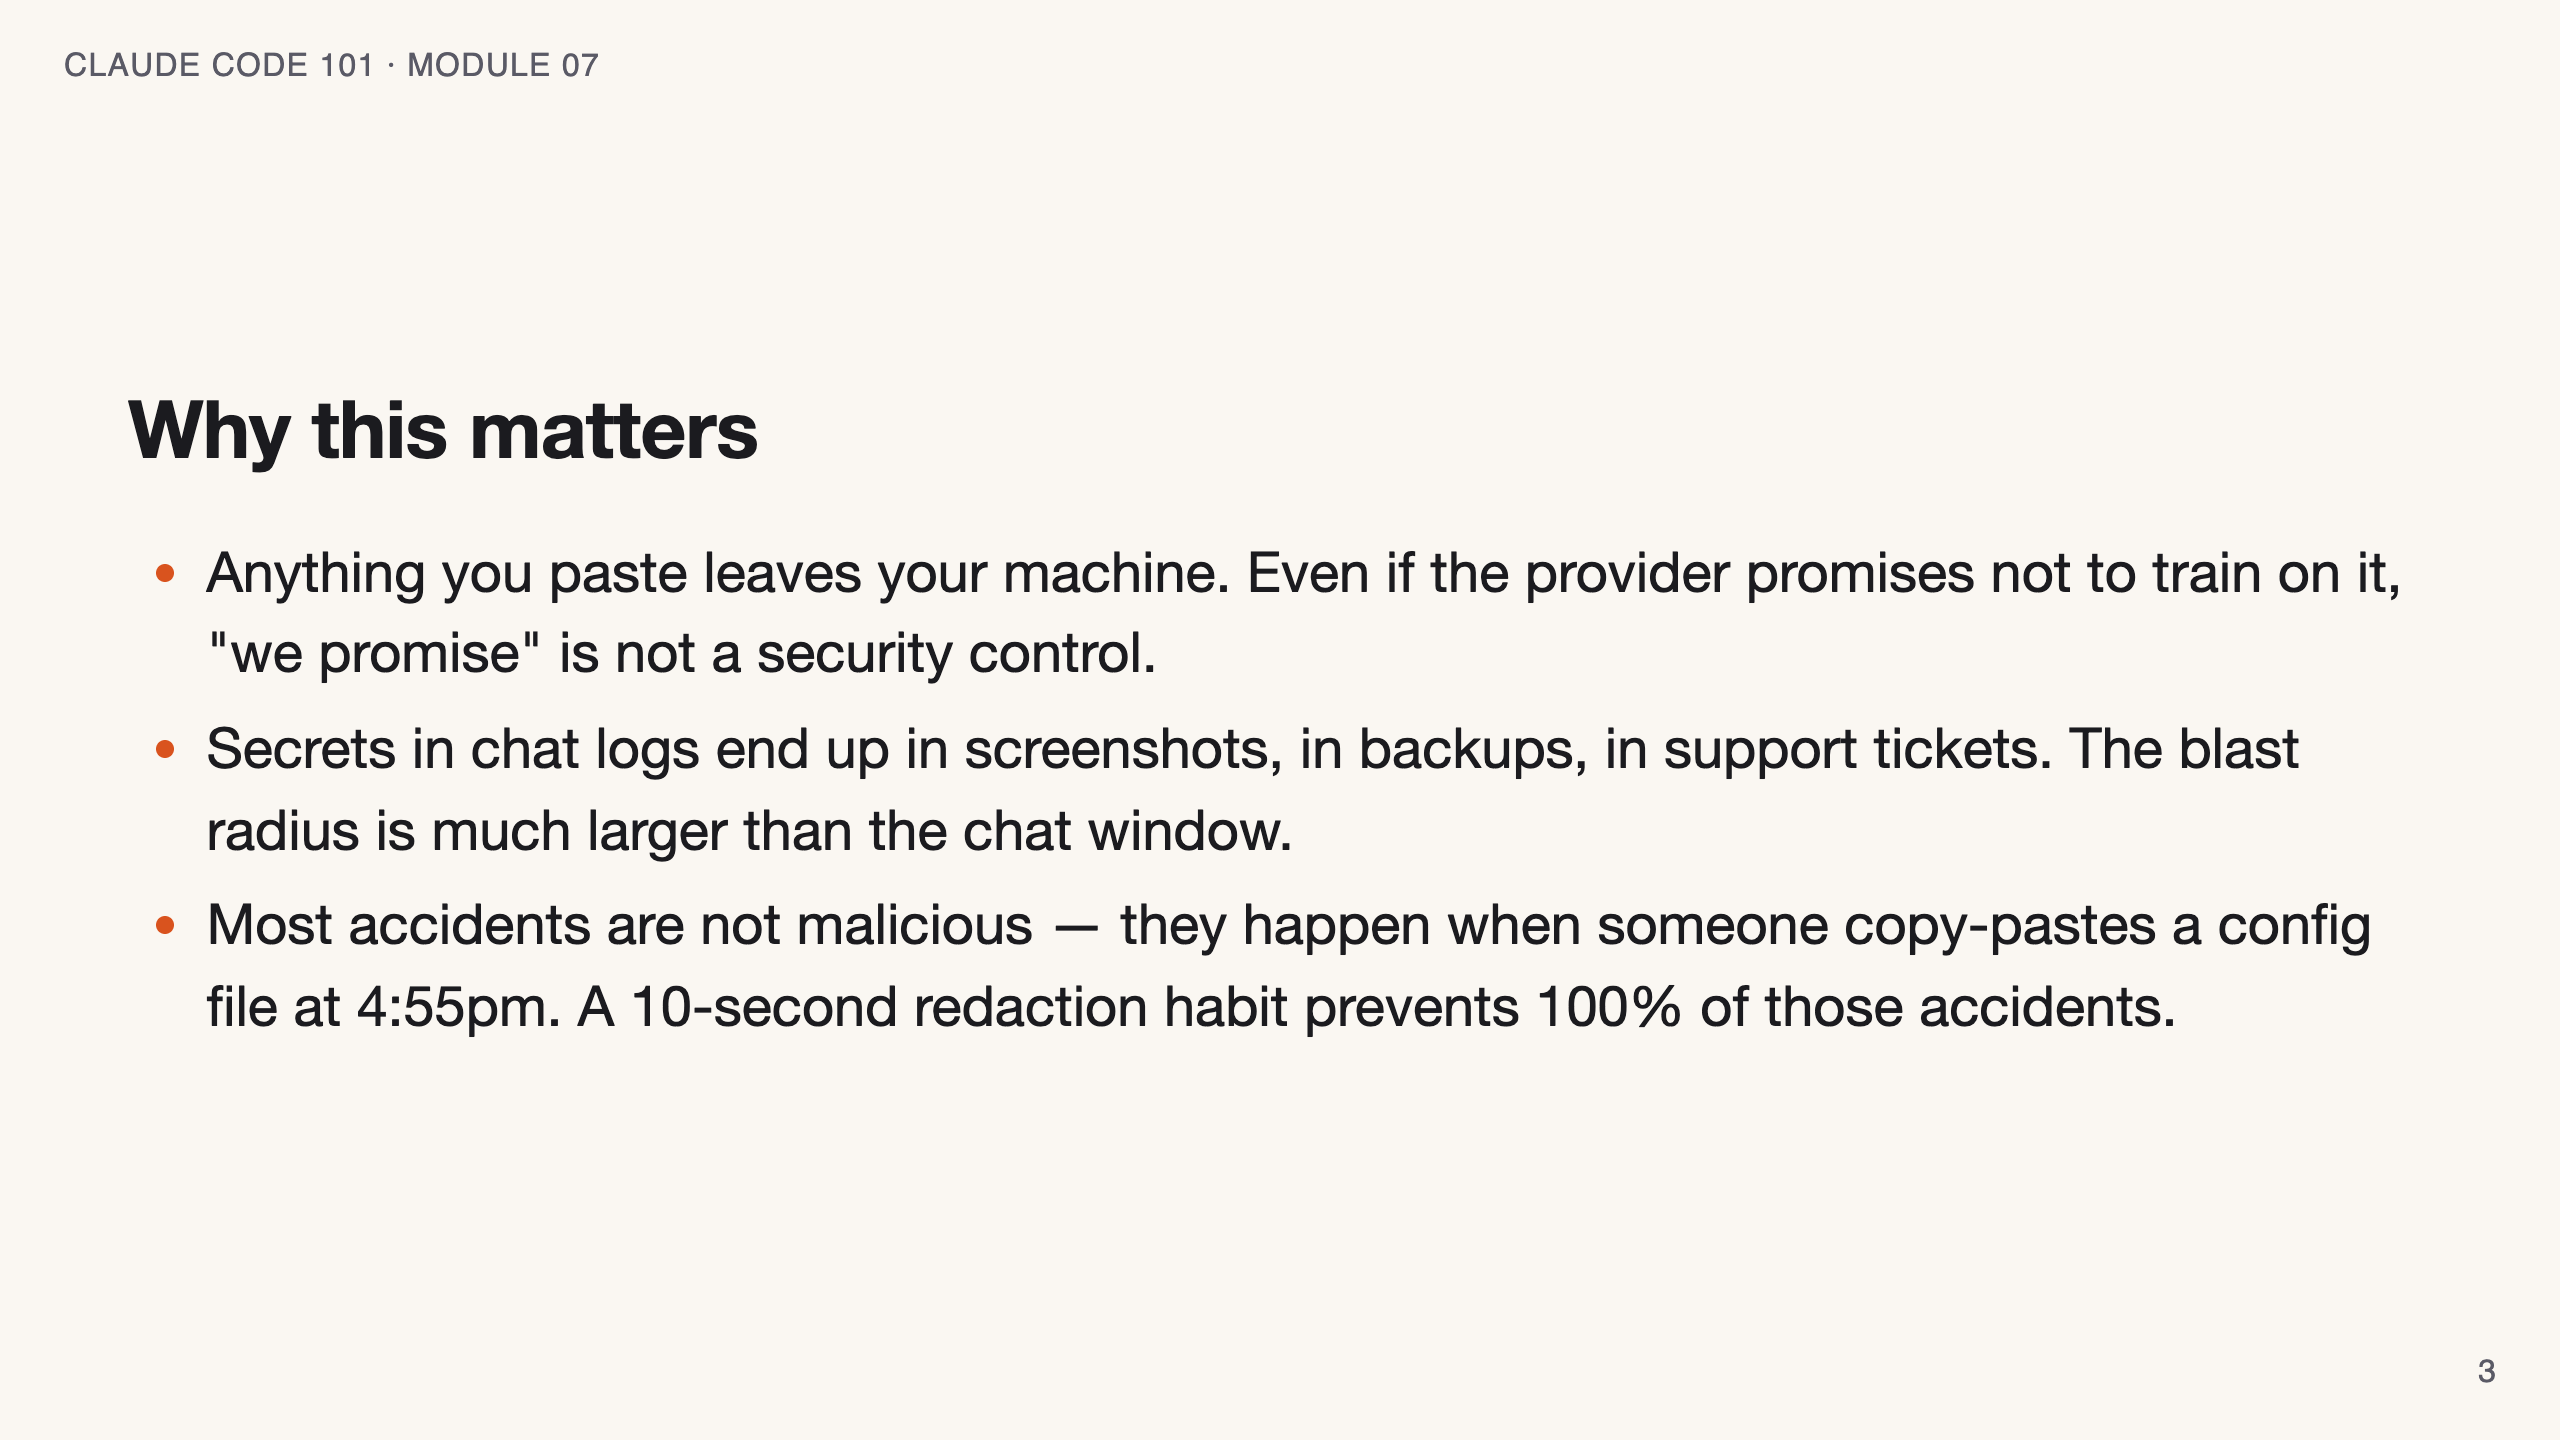 CLAUDE CODE 101 · MODULE 07
Why this matters
• Anything you paste leaves your machine. Even if the provider promises not to train on it,
"we promise" is not a security control.
• Secrets in chat logs end up in screenshots, in backups, in support tickets. The blast
radius is much larger than the chat window.
• Most accidents are not malicious — they happen when someone copy-pastes a config
file at 4:55pm. A 10-second redaction habit prevents 100% of those accidents.
3